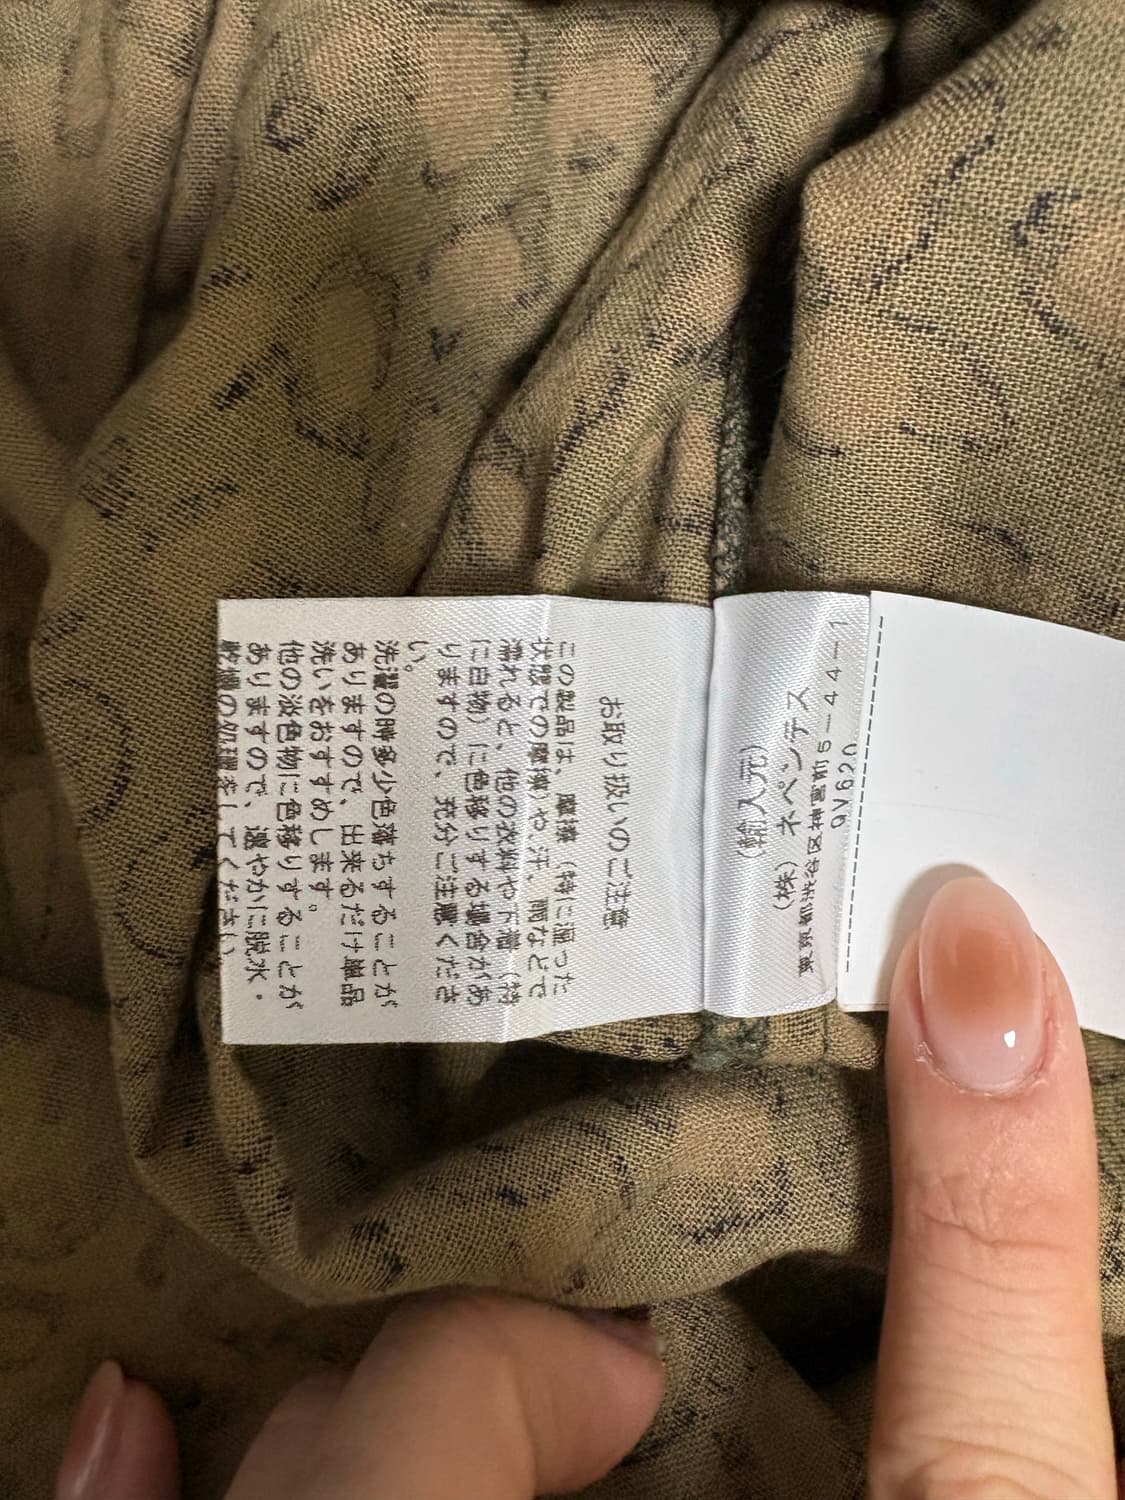 お取り扱いのご注意
この製品は、摩擦(特に湿った
状態での摩擦)や、汗、雨などで
濡れると、他の衣料や下着(特
に白物)に色移りする場合があ
りますので、充分ご注意くださ
い。
洗濯の時多少色落ちすることが
ありますので、出来るだけ単品
洗いをおすすめします。
他の淡色物に色移りすることが
ありますので、速やかに脱水・
乾燥の処理をしてください
(輸入元)
(株)ネペンテス
東京都渋谷区神宮前5-44-1
QV620